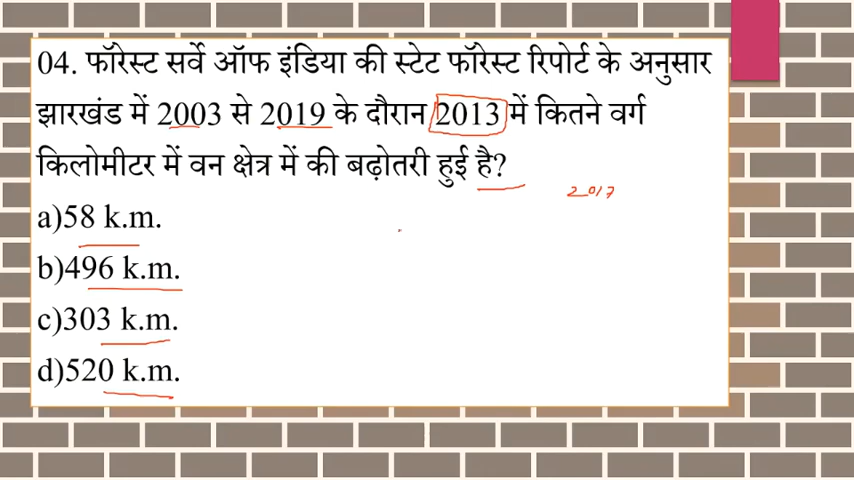 04. फॉरेस्ट सर्वे ऑफ इंडिया की स्टेट फॉरेस्ट रिपोर्ट के अनुसार
झारखंड में 2003 से 2019 के दौरान 2013 में कितने वर्ग
किलोमीटर में वन क्षेत्र में की बढ़ोतरी हुई है?
2017
a)58 k.m.
b)496 k.m.
c)303 k.m.
d)520 k.m.